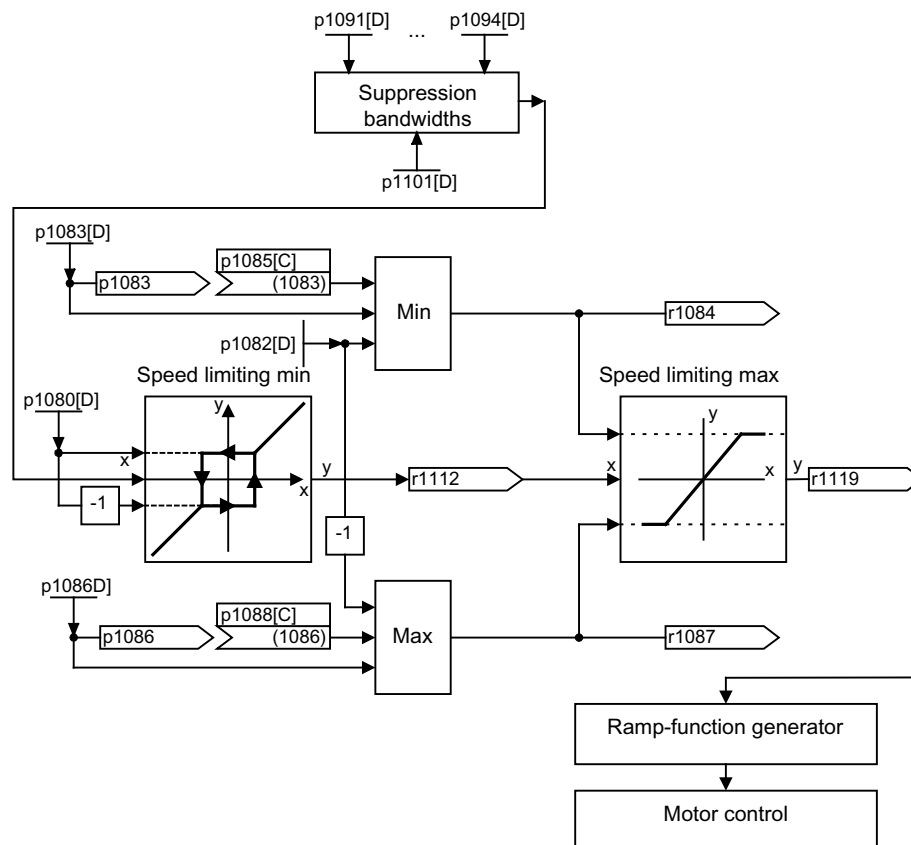 p1091[D] ... p1094[D]
Suppression
bandwidths
p1101[D]
p1083[D]
p1083
p1085[C]
(1083)
Min
r1084
p1082[D]
Speed limiting min
Speed limiting max
p1080[D]
y
x
x
y
-1
r1112
x
y
x
y
r1119
-1
p1086D]
p1086
p1088[C]
(1086)
Max
r1087
Ramp-function generator
Motor control